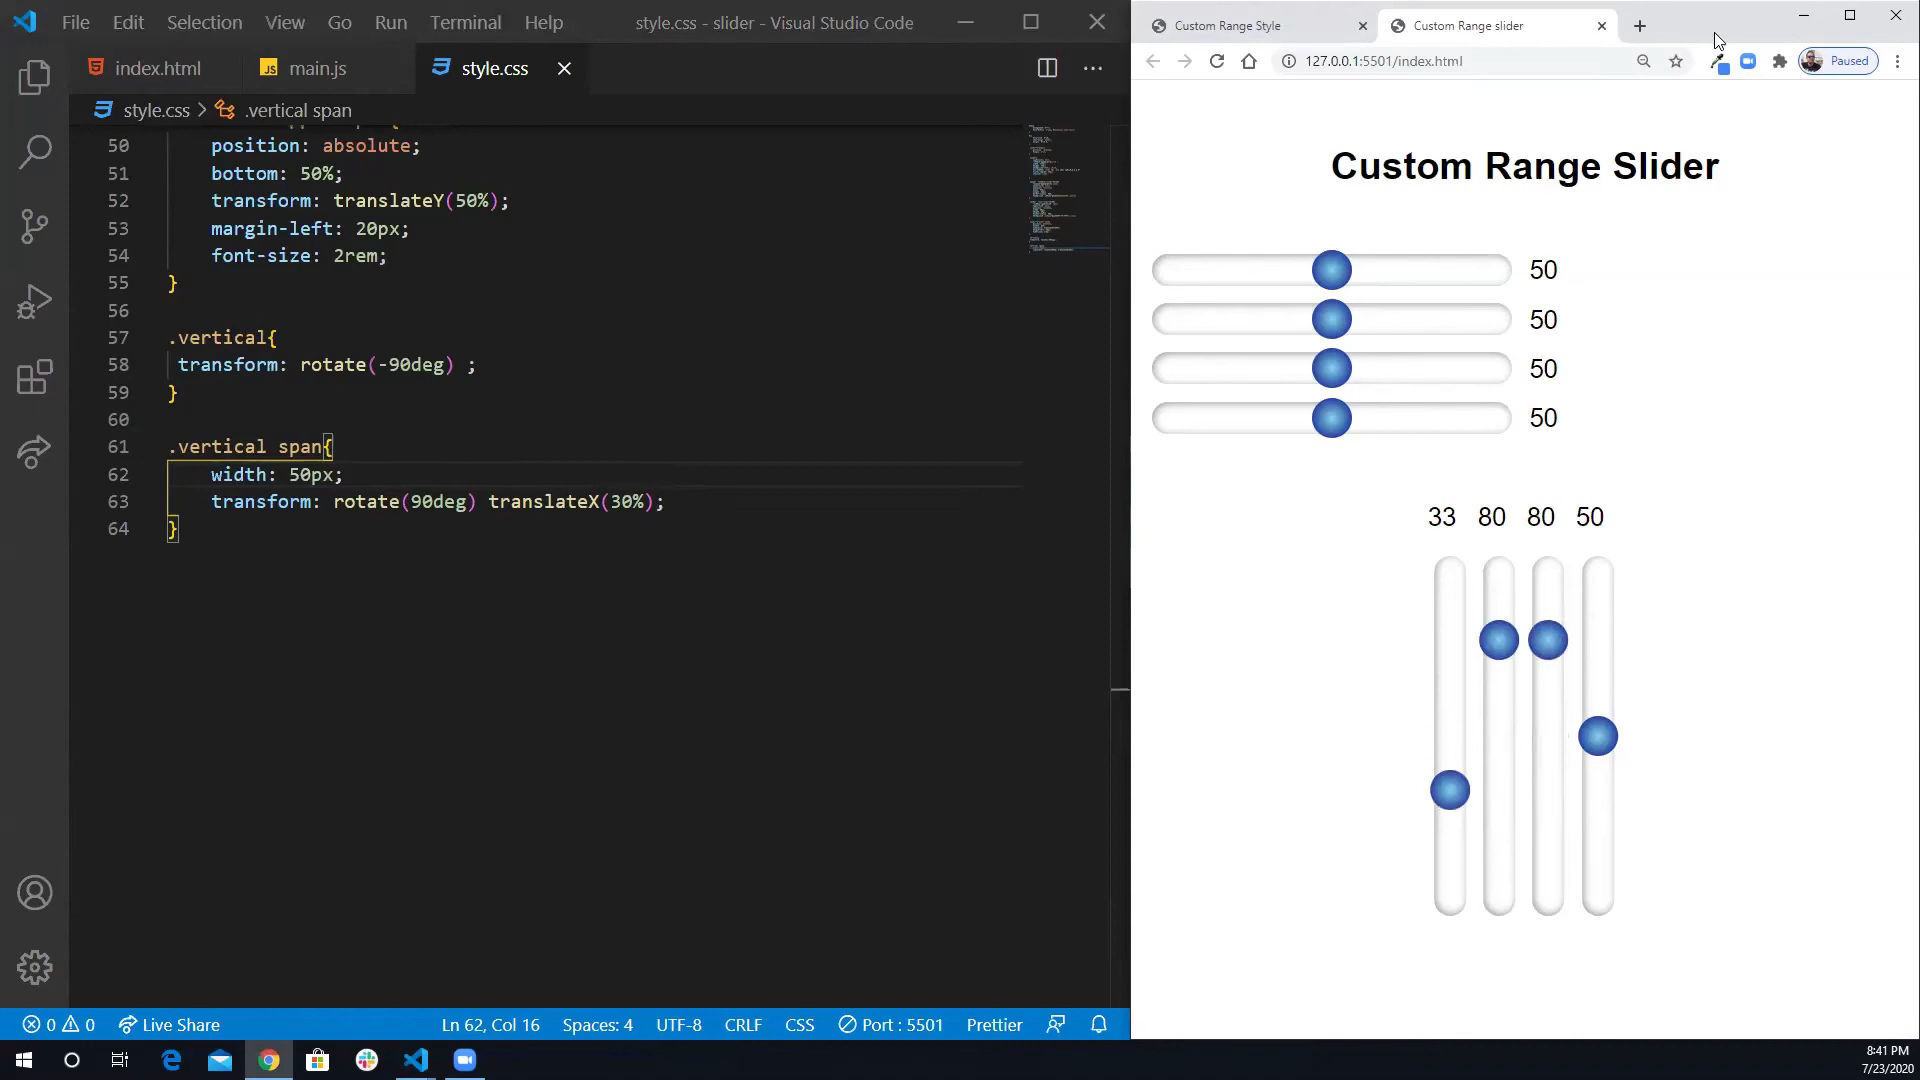 File Edit Selection View Go Run Terminal Help style.css - slider - Visual Studio Code
index.html JS main.js style.css
style.css > .vertical span
50 position: absolute;
51 bottom: 50%;
52 transform: translateY(50%);
53 margin-left: 20px;
54 font-size: 2rem;
55 }
56
57 .vertical{
58 transform: rotate(-90deg) ;
59 }
60
61 .vertical span{
62 width: 50px;
63 transform: rotate(90deg) translateX(30%);
64 }
0 0 Live Share Ln 62, Col 16 Spaces: 4 UTF-8 CRLF CSS Port : 5501 Prettier
Custom Range Style Custom Range slider
127.0.0.1:5501/index.html Paused
Custom Range Slider
50
50
50
50
33 80 80 50
8:41 PM
7/23/2020